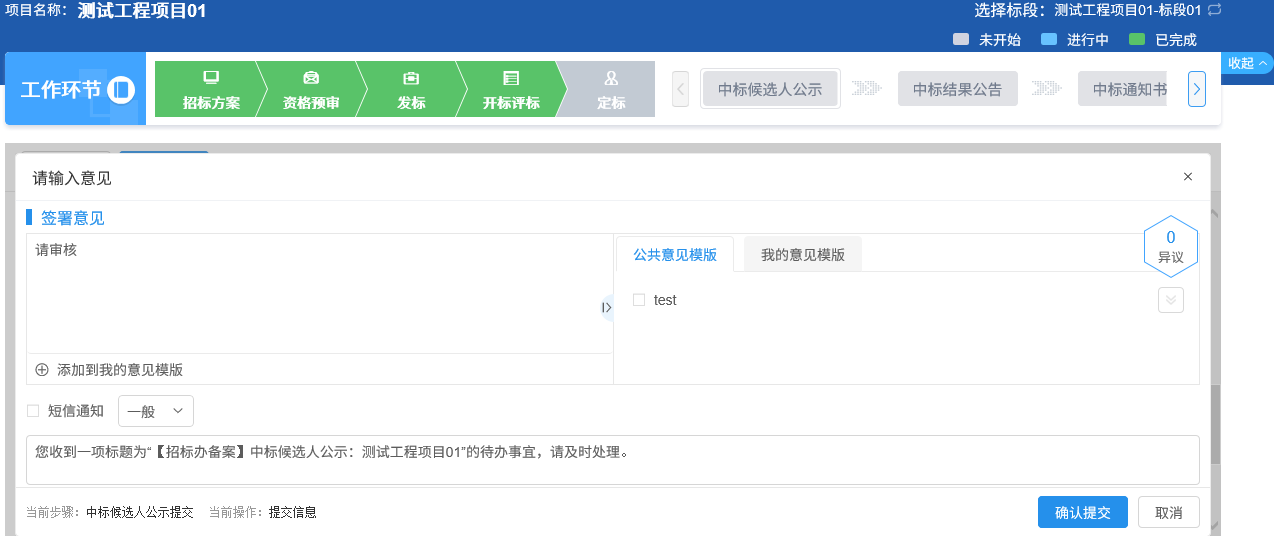 项目名称： 测试工程项目01
选择标段：测试工程项目01-标段01
未开始 进行中 已完成
收起
工作环节
招标方案 资格预审 发标 开标评标 定标
中标候选人公示 中标结果公告 中标通知书
请输入意见
签署意见
请审核
公共意见模版 我的意见模版
0
异议
test
添加到我的意见模版
短信通知 一般
您收到一项标题为“【招标办备案】中标候选人公示：测试工程项目01”的待办事宜，请及时处理。
当前步骤：中标候选人公示提交 当前操作：提交信息
确认提交 取消